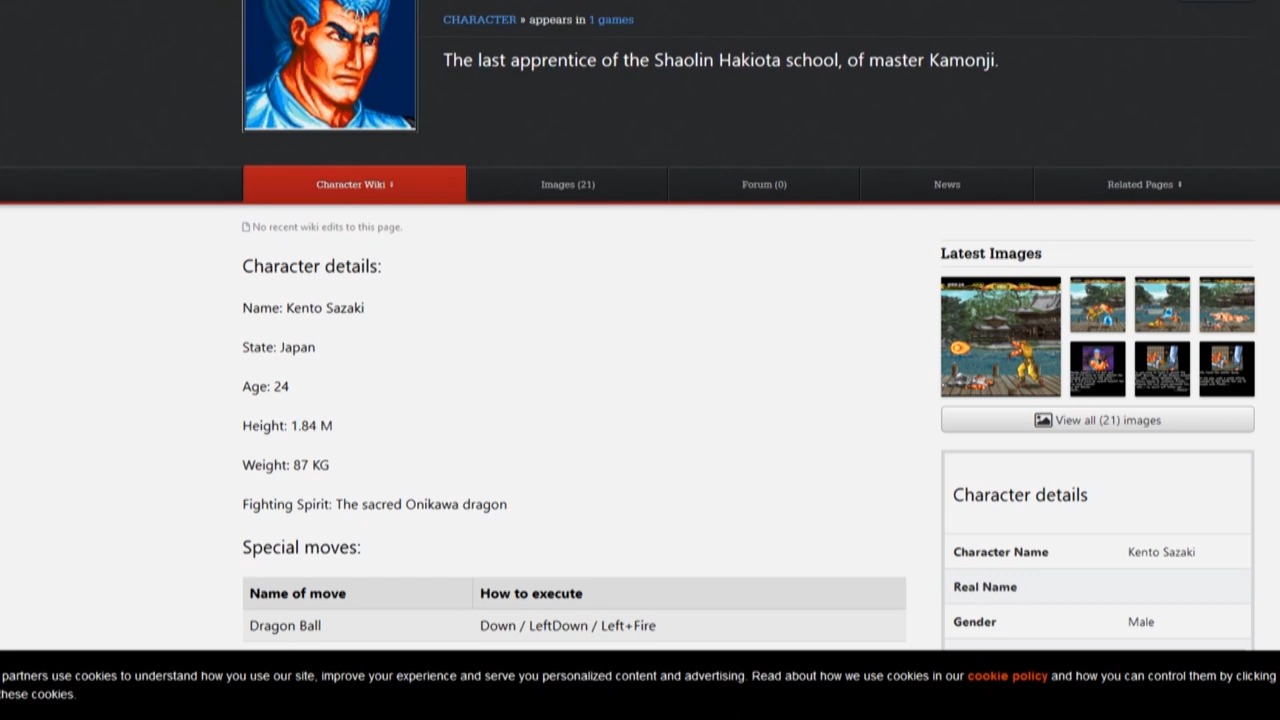 CHARACTER » appears in 1 games
The last apprentice of the Shaolin Hakiota school, of master Kamonji.
Character Wiki
Images (21)
Forum (0)
News
Related Pages
No recent wiki edits to this page.
Character details:
Name: Kento Sazaki
State: Japan
Age: 24
Height: 1.84 M
Weight: 87 KG
Fighting Spirit: The sacred Onikawa dragon
Special moves:
Name of move How to execute
Dragon Ball Down / LeftDown / Left+Fire
Latest Images
View all (21) images
Character details
Character Name Kento Sazaki
Real Name
Gender Male
partners use cookies to understand how you use our site, improve your experience and serve you personalized content and advertising. Read about how we use cookies in our cookie policy and how you can control them by clicking
these cookies.